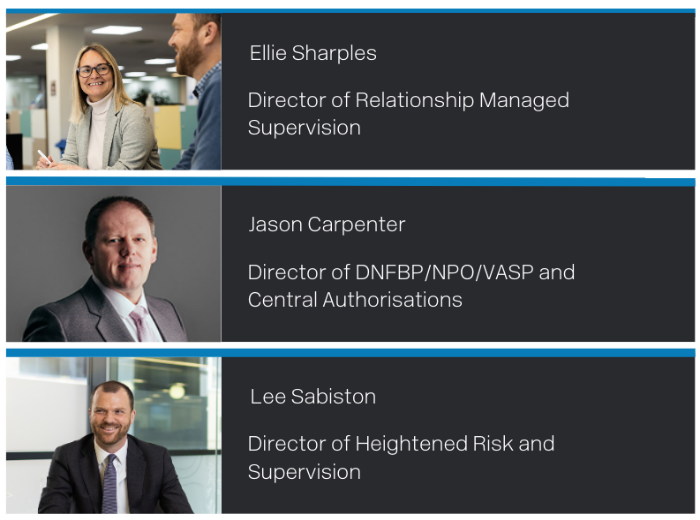 Ellie Sharples
Director of Relationship Managed
Supervision
Jason Carpenter
Director of DNFBP/NPO/VASP and
Central Authorisations
Lee Sabiston
Director of Heightened Risk and
Supervision